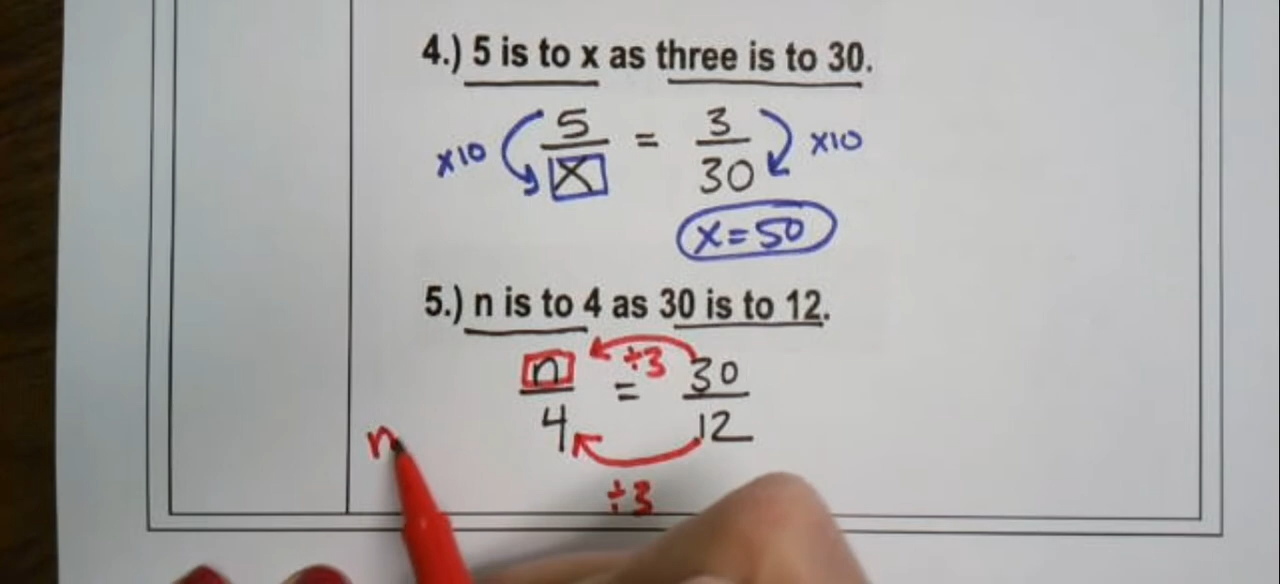 4.) 5 is to x as three is to 30.
x10 5/x = 3/30 x10
x=50
5.) n is to 4 as 30 is to 12.
÷3
n/4 = 30/12
n
÷3